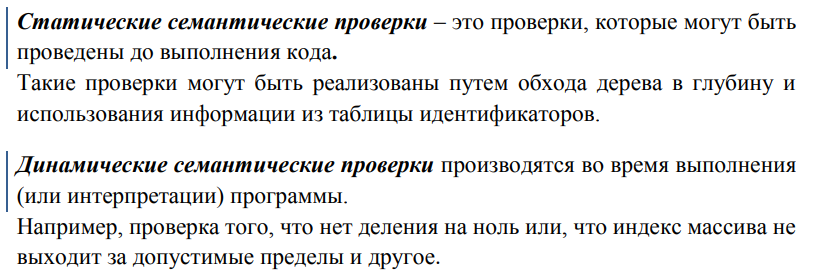 Статические семантические проверки – это проверки, которые могут быть
проведены до выполнения кода.
Такие проверки могут быть реализованы путем обхода дерева в глубину и
использования информации из таблицы идентификаторов.
Динамические семантические проверки производятся во время выполнения
(или интерпретации) программы.
Например, проверка того, что нет деления на ноль или, что индекс массива не
выходит за допустимые пределы и другое.